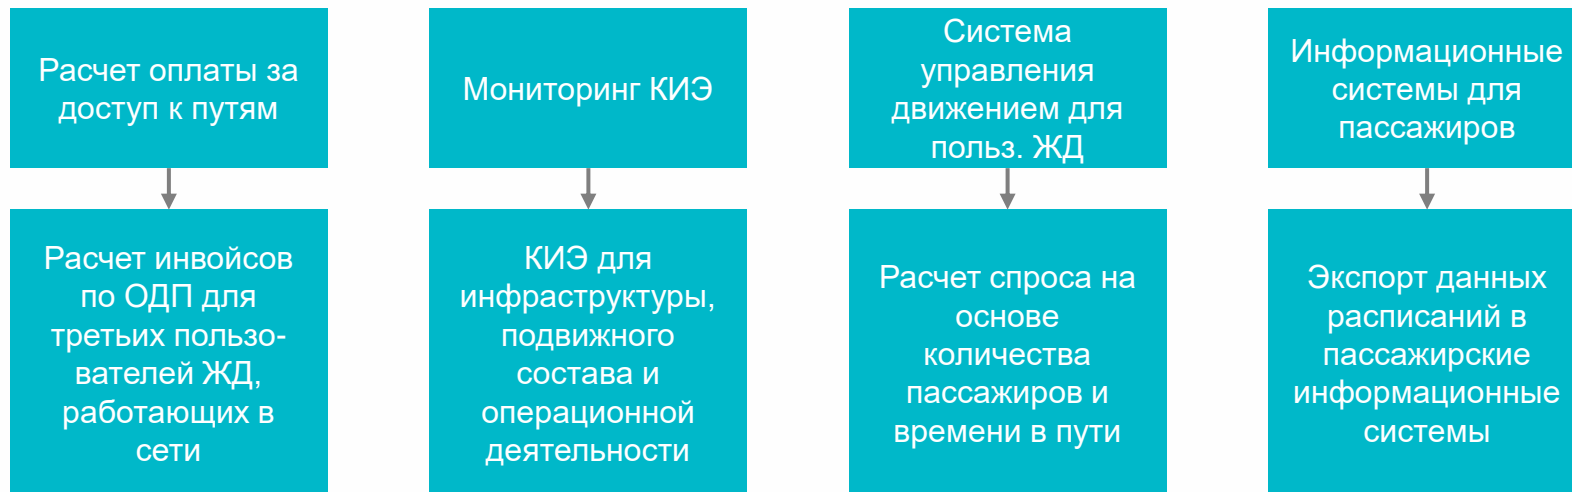 Расчет оплаты за
доступ к путям
Мониторинг КИЭ
Система
управления
движением для
польз. ЖД
Информационные
системы для
пассажиров
Расчет инвойсов
по ОДП для
третьих пользо-
вателей ЖД,
работающих в
сети
КИЭ для
инфраструктуры,
подвижного
состава и
операционной
деятельности
Расчет спроса на
основе
количества
пассажиров и
времени в пути
Экспорт данных
расписаний в
пассажирские
информационные
системы